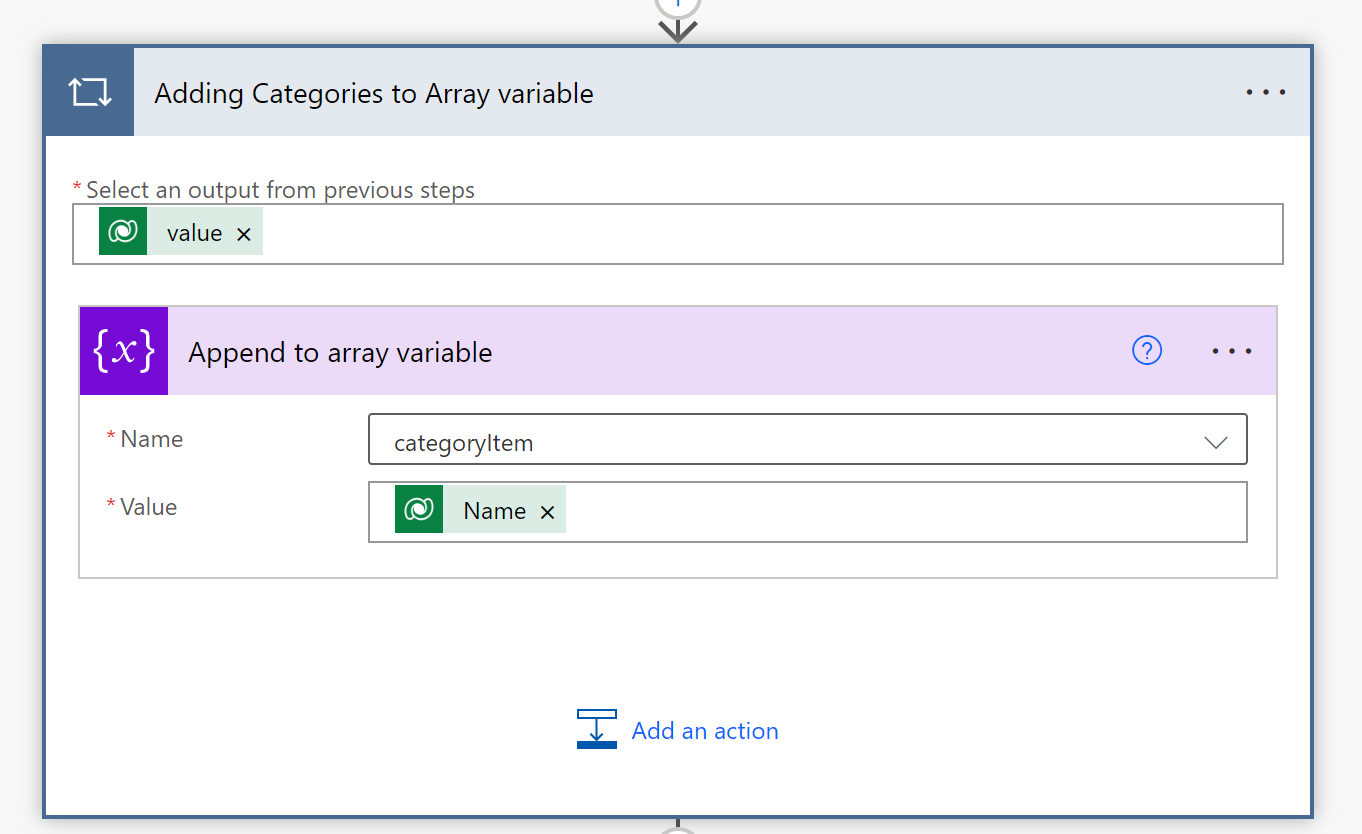 Adding Categories to Array variable
* Select an output from previous steps
value ×
{x} Append to array variable
* Name
categoryItem
* Value
Name ×
Add an action